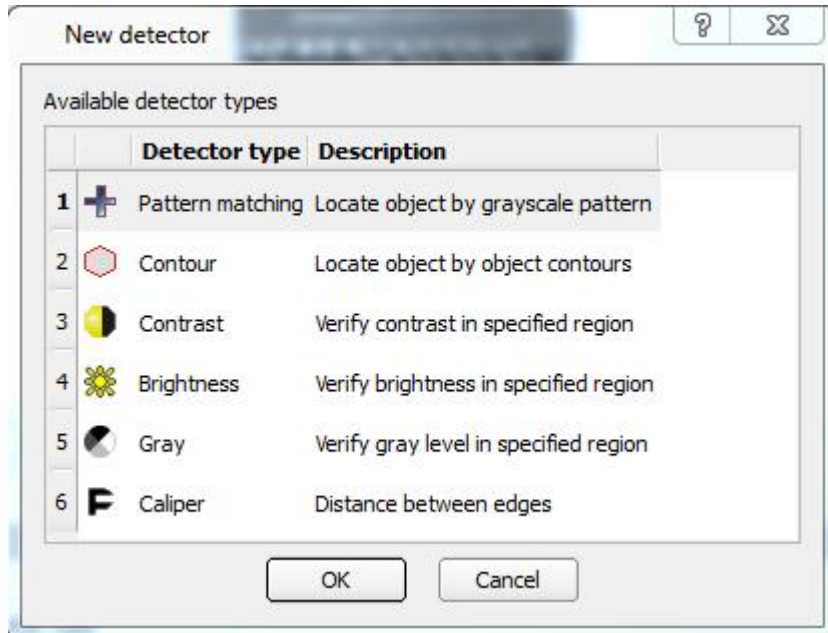 New detector
Available detector types
Detector type Description
1 Pattern matching Locate object by grayscale pattern
2 Contour Locate object by object contours
3 Contrast Verify contrast in specified region
4 Brightness Verify brightness in specified region
5 Gray Verify gray level in specified region
6 Caliper Distance between edges
OK Cancel